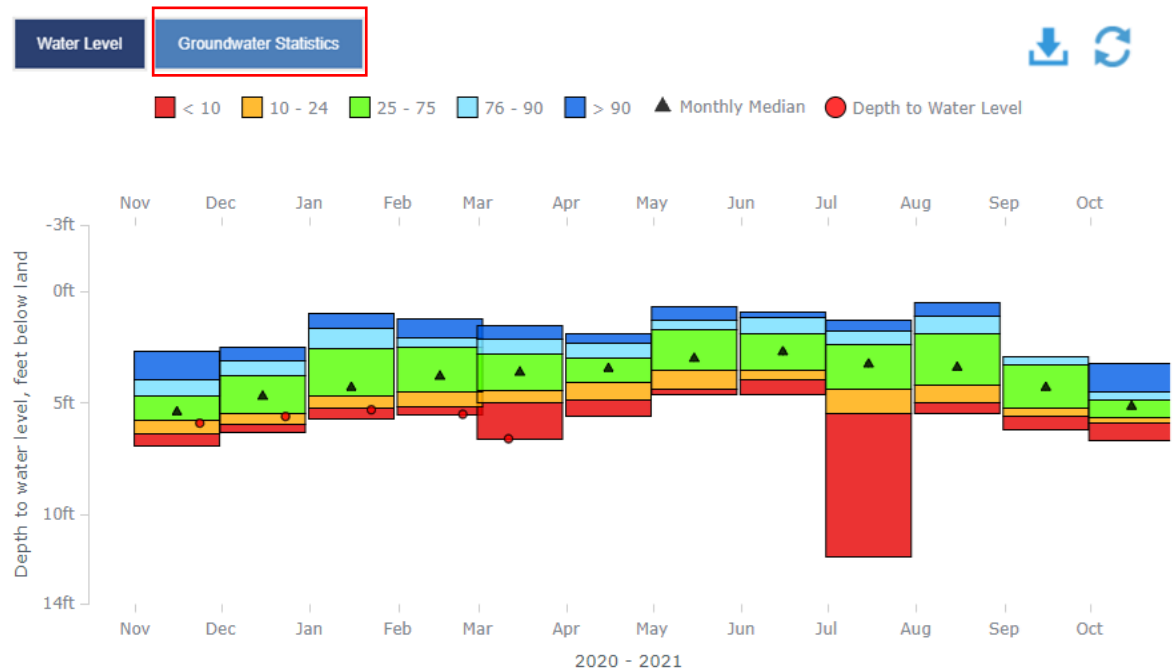 Water Level
Groundwater Statistics
< 10
10 - 24
25 - 75
76 - 90
> 90
Monthly Median
Depth to Water Level
Nov Dec Jan Feb Mar Apr May Jun Jul Aug Sep Oct
-3ft
0ft
5ft
10ft
14ft
Depth to water level, feet below land
Nov Dec Jan Feb Mar Apr May Jun Jul Aug Sep Oct
2020 - 2021